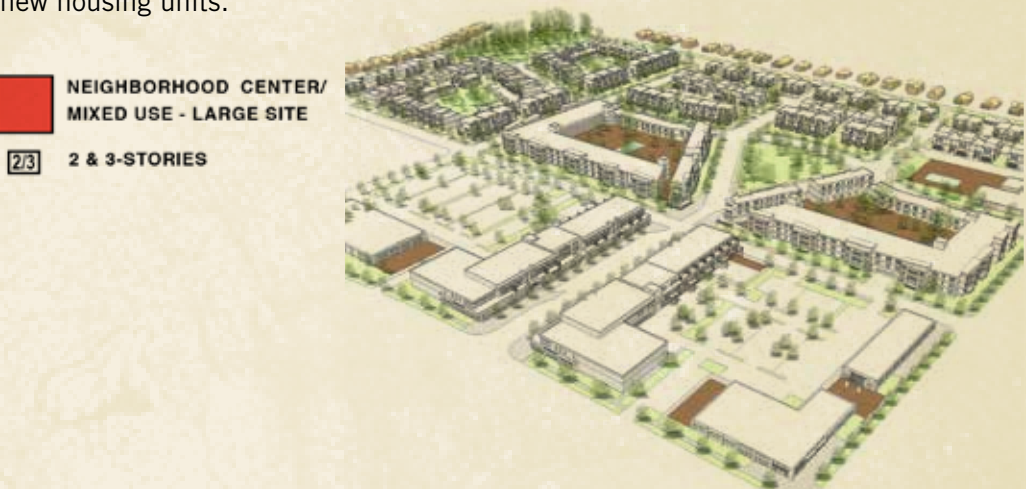 new housing units.
NEIGHBORHOOD CENTER/
MIXED USE - LARGE SITE
2/3 2 & 3-STORIES